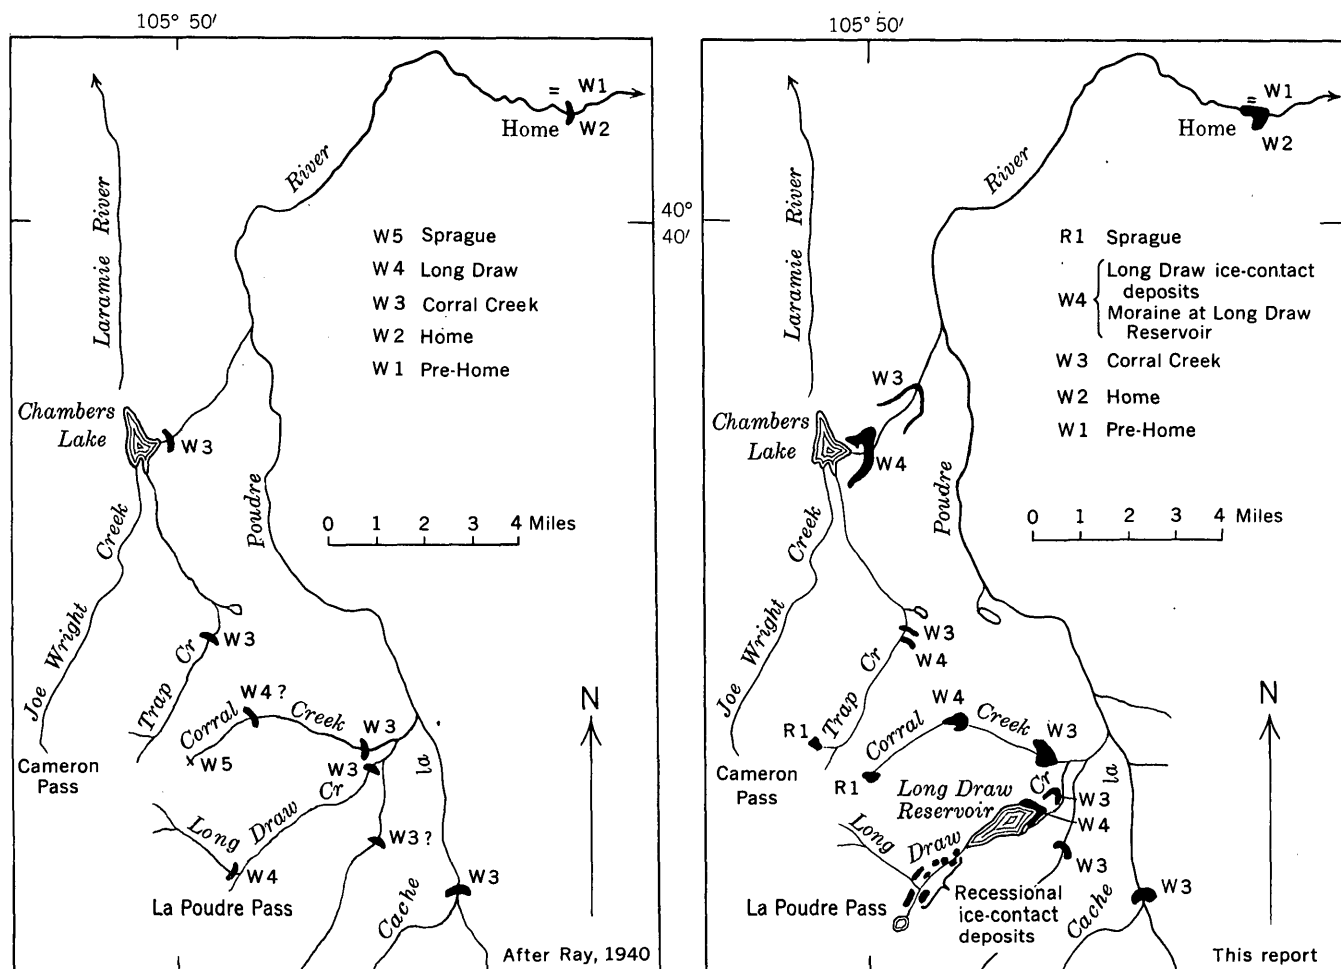 105° 50'
= W1
Home W2
River
Laramie River
40°
40'
W5 Sprague
W4 Long Draw
W3 Corral Creek
W2 Home
W1 Pre-Home
Chambers
Lake
W3
0 1 2 3 4 Miles
Poudre
Creek
Joe Wright
Trap Cr
W3
W4?
Corral Creek
W3
W5
W3
la
N
Cameron
Pass
Long Draw Cr
W4
W3?
W3
La Poudre Pass
Cache
After Ray, 1940
105° 50'
= W1
Home
W2
River
Laramie River
R1 Sprague
W4 Long Draw ice-contact
deposits
Moraine at Long Draw
Reservoir
W3 Corral Creek
W2 Home
W1 Pre-Home
W3
Chambers
Lake
W4
Poudre
0 1 2 3 4 Miles
Creek
Joe Wright
Trap Cr
W3
W4
W4
Corral Creek
W3
R1
R1
la
N
Cameron
Pass
Long Draw
Reservoir
Cr
W3
W4
Long Draw
W3
W3
La Poudre Pass
Recessional
ice-contact
deposits
Cache
This report